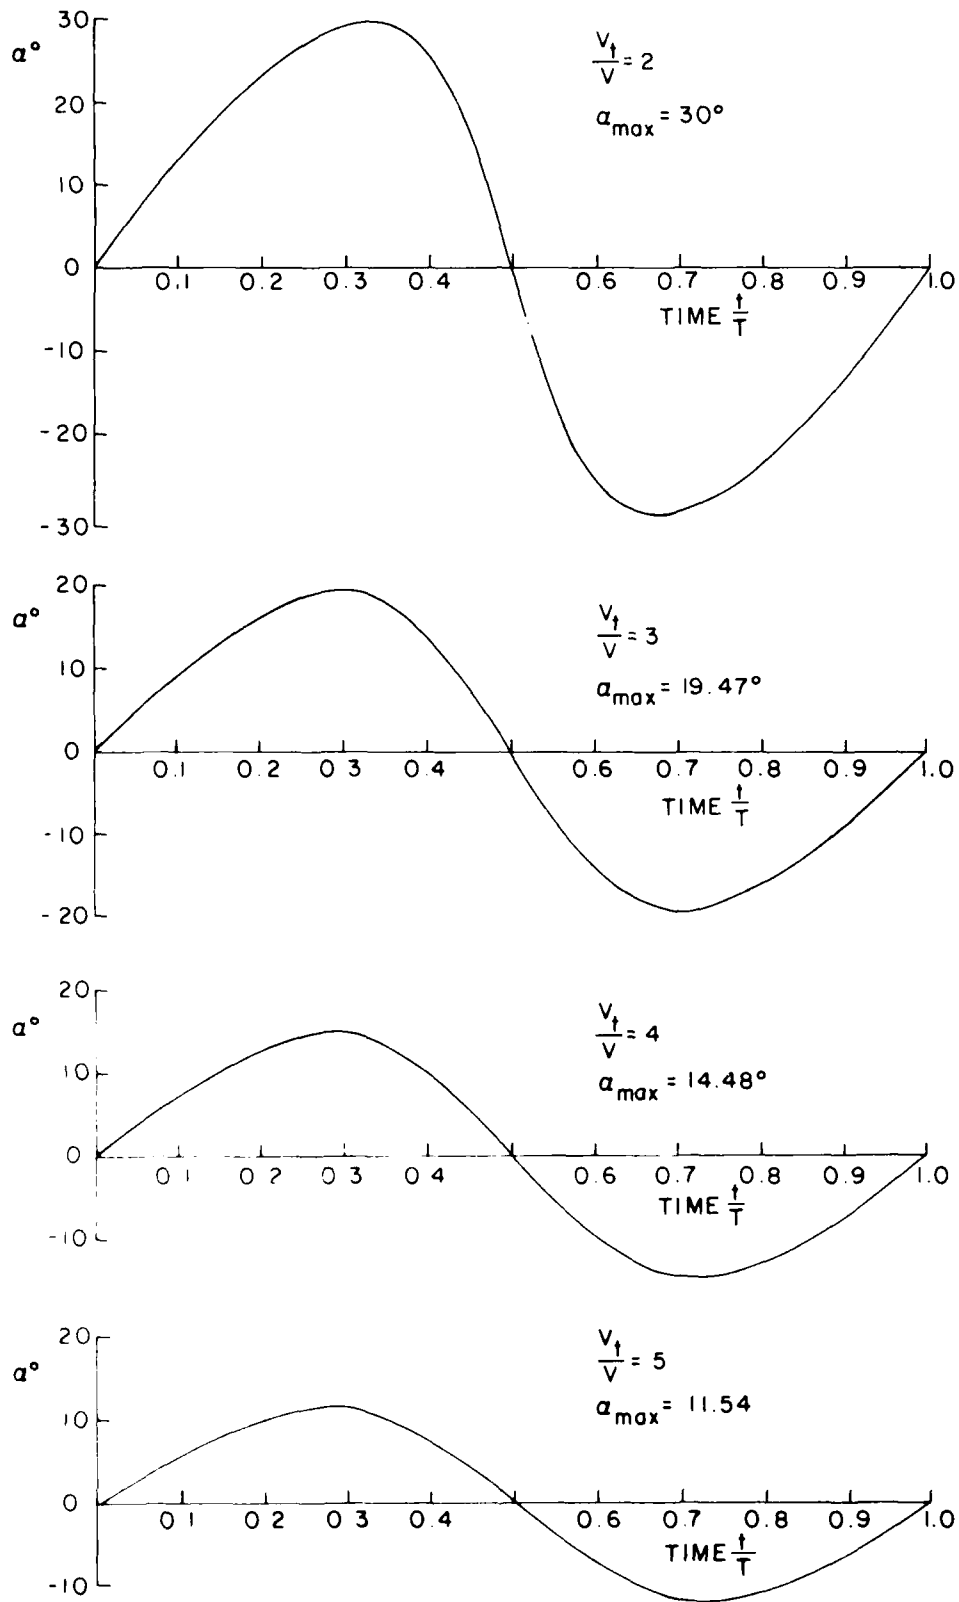 30
α°
V_t/V = 2
20
α_max = 30°
10
0
0.1 0.2 0.3 0.4 0.6 0.7 0.8 0.9 1.0
TIME t/T
-10
-20
-30
20
α°
V_t/V = 3
10
α_max = 19.47°
0
0.1 0.2 0.3 0.4 0.6 0.7 0.8 0.9 1.0
TIME t/T
-10
-20
20
α°
V_t/V = 4
10
α_max = 14.48°
0
0 1 0 2 0 3 0 4 0.6 0.7 0.8 0.9 1.0
TIME t/T
-10
20
α°
V_t/V = 5
10
α_max = 11.54
0
0 1 0 2 0 3 0.4 0.6 0.7 0.8 0.9 1.0
TIME t/T
-10